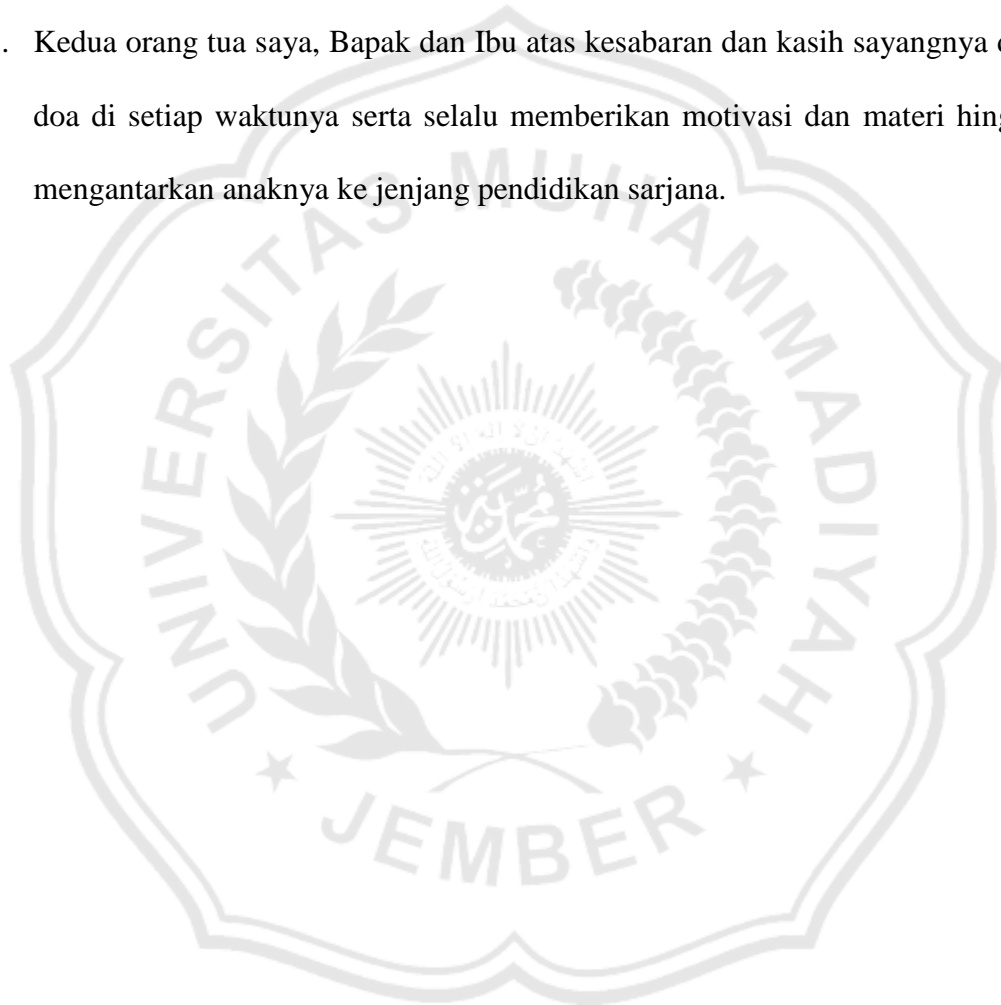 . Kedua orang tua saya, Bapak dan Ibu atas kesabaran dan kasih sayangnya
doa di setiap waktunya serta selalu memberikan motivasi dan materi
mengantarkan anaknya ke jenjang pendidikan sarjana.
UNIVERSITAS MUHAMMADIYAH
JEMBER